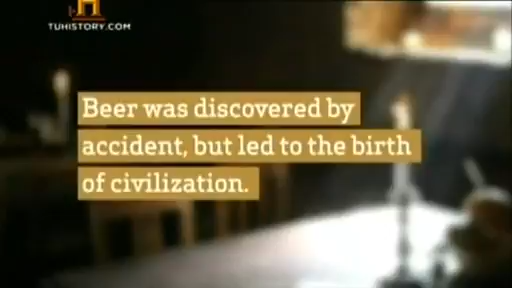 H
TUHISTORY.COM
Beer was discovered by
accident, but led to the birth
of civilization.